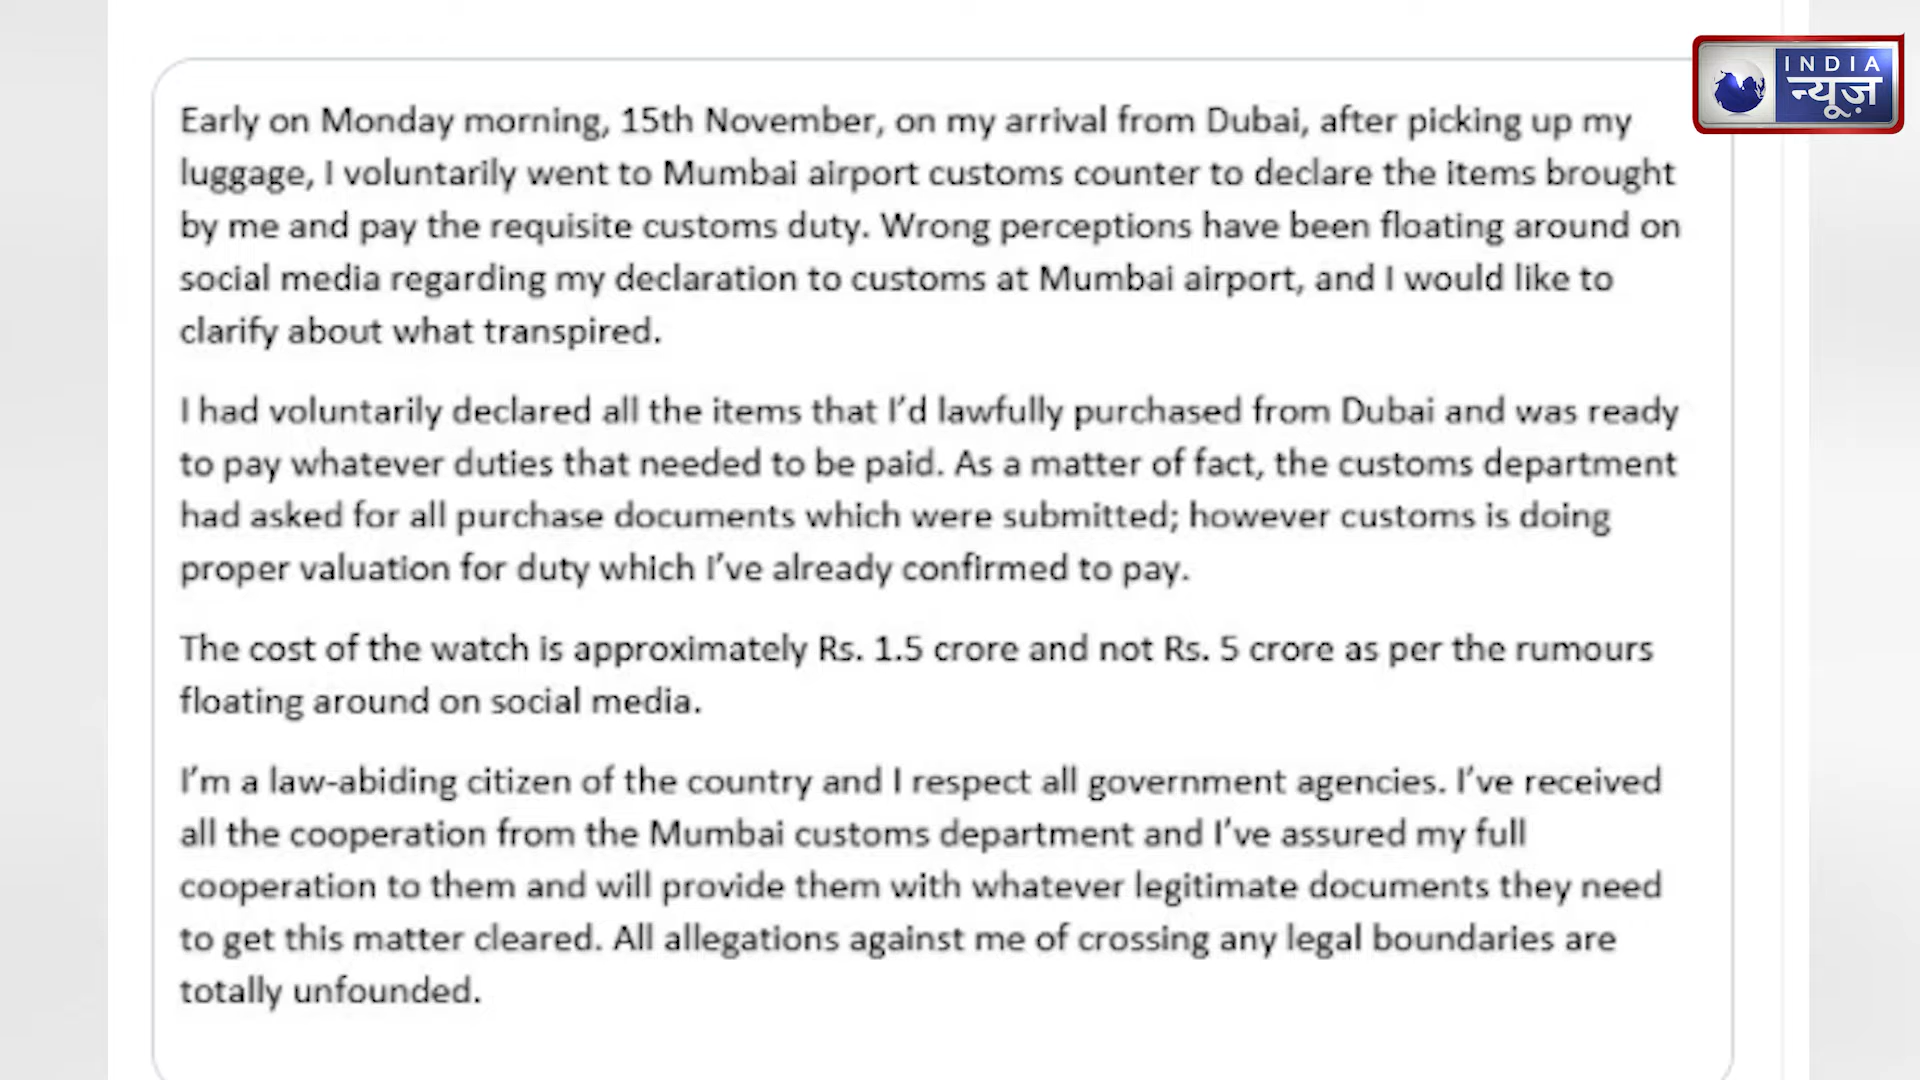 INDIA
न्यूज़
Early on Monday morning, 15th November, on my arrival from Dubai, after picking up my
luggage, I voluntarily went to Mumbai airport customs counter to declare the items brought
by me and pay the requisite customs duty. Wrong perceptions have been floating around on
social media regarding my declaration to customs at Mumbai airport, and I would like to
clarify about what transpired.
I had voluntarily declared all the items that I’d lawfully purchased from Dubai and was ready
to pay whatever duties that needed to be paid. As a matter of fact, the customs department
had asked for all purchase documents which were submitted; however customs is doing
proper valuation for duty which I’ve already confirmed to pay.
The cost of the watch is approximately Rs. 1.5 crore and not Rs. 5 crore as per the rumours
floating around on social media.
I’m a law-abiding citizen of the country and I respect all government agencies. I’ve received
all the cooperation from the Mumbai customs department and I’ve assured my full
cooperation to them and will provide them with whatever legitimate documents they need
to get this matter cleared. All allegations against me of crossing any legal boundaries are
totally unfounded.